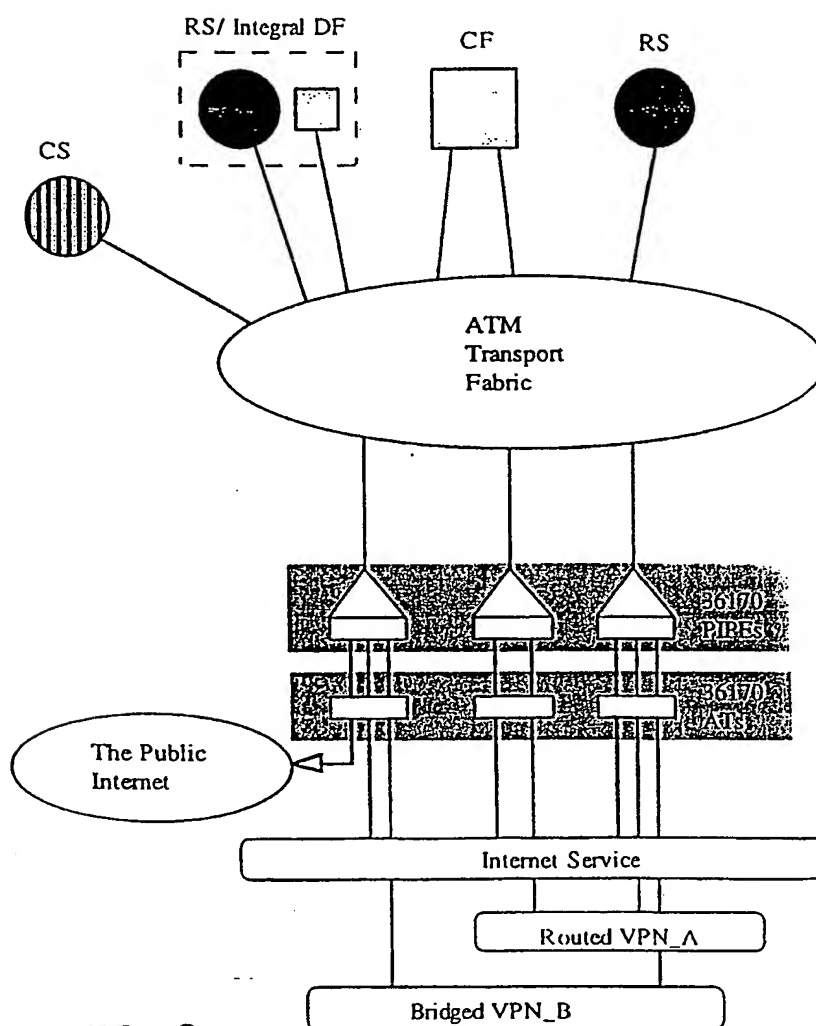 RS/ Integral DF
CF
RS
CS
ATM
Transport
Fabric
36170
PIPEs
36170
ATs
The Public
Internet
Internet Service
Routed VPN_A
Bridged VPN_B